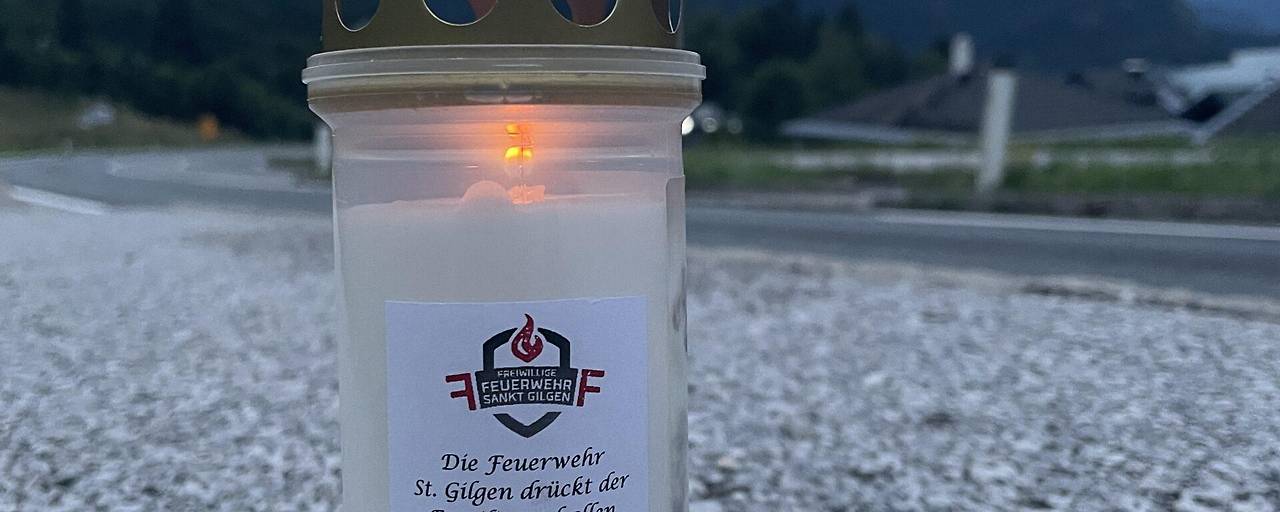 FREIWILLIGE
FEUERWEHR
SANKT GILGEN
F F
Die Feuerwehr
St. Gilgen drückt der